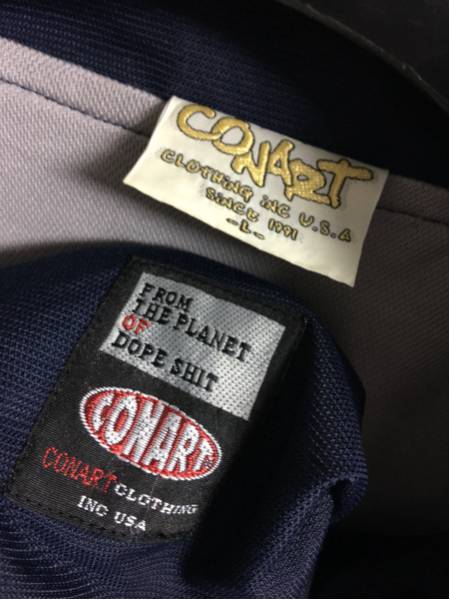 CONART
CLOTHING INC U.S.A
SINCE 1991
-L-
FROM
THE PLANET
OF
DOPE SHIT
CONART
CONART CLOTHING
INC USA